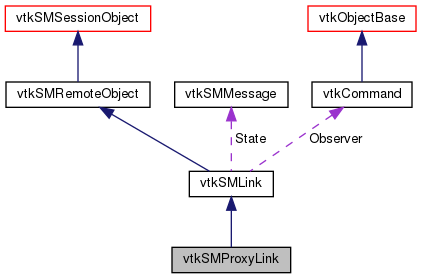 vtkSMSessionObject
vtkObjectBase
vtkSMRemoteObject
vtkSMMessage
vtkCommand
State
Observer
vtkSMLink
vtkSMProxyLink